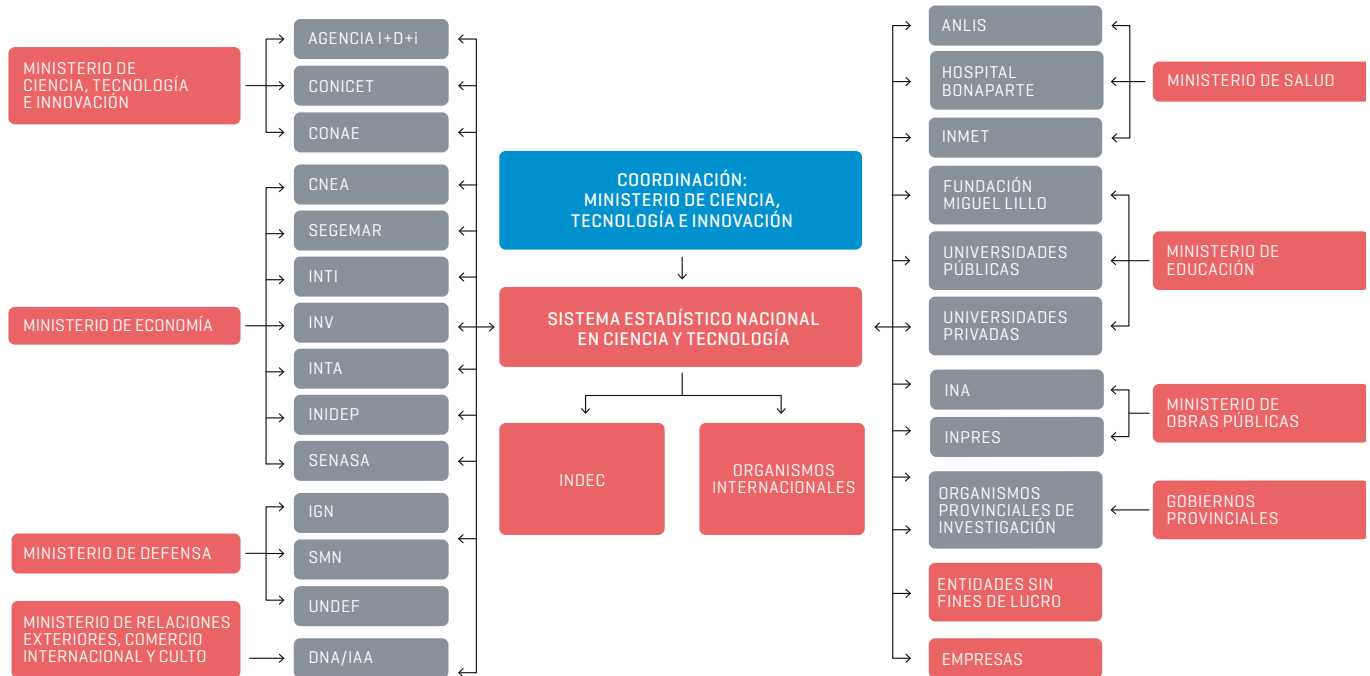 MINISTERIO DE
CIENCIA, TECNOLOGÍA
E INNOVACIÓN
MINISTERIO DE ECONOMÍA
MINISTERIO DE DEFENSA
MINISTERIO DE RELACIONES
EXTERIORES, COMERCIO
INTERNACIONAL Y CULTO
AGENCIA I+D+i
CONICET
CONAE
CNEA
SEGEMAR
INTI
INV
INTA
INIDEP
SENASA
IGN
SMN
UNDEF
DNA/IAA
COORDINACIÓN:
MINISTERIO DE CIENCIA,
TECNOLOGÍA E INNOVACIÓN
SISTEMA ESTADÍSTICO NACIONAL
EN CIENCIA Y TECNOLOGÍA
INDEC
ORGANISMOS
INTERNACIONALES
ANLIS
HOSPITAL
BONAPARTE
INMET
FUNDACIÓN
MIGUEL LILLO
UNIVERSIDADES
PÚBLICAS
UNIVERSIDADES
PRIVADAS
INA
INPRES
ORGANISMOS
PROVINCIALES DE
INVESTIGACIÓN
ENTIDADES SIN
FINES DE LUCRO
EMPRESAS
MINISTERIO DE SALUD
MINISTERIO DE
EDUCACIÓN
MINISTERIO DE
OBRAS PÚBLICAS
GOBIERNOS
PROVINCIALES